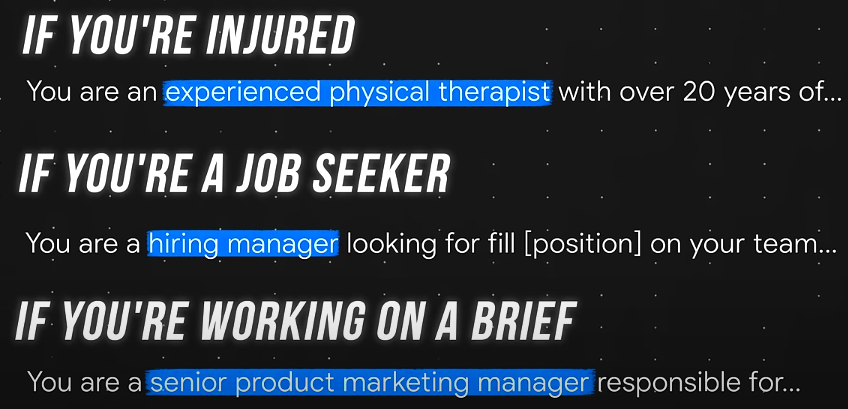 IF YOU'RE INJURED
You are an experienced physical therapist with over 20 years of...
IF YOU'RE A JOB SEEKER
You are a hiring manager looking for fill [position] on your team...
IF YOU'RE WORKING ON A BRIEF
You are a senior product marketing manager responsible for...